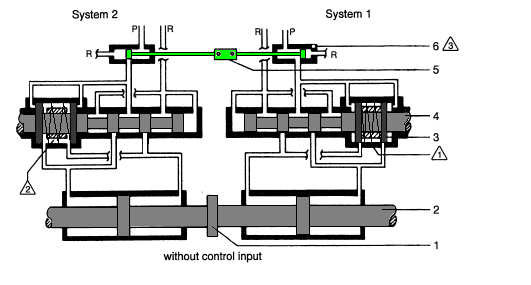 System 2
System 1
P
R
R
P
R
R
6
3
5
4
3
1
2
2
1
without control input